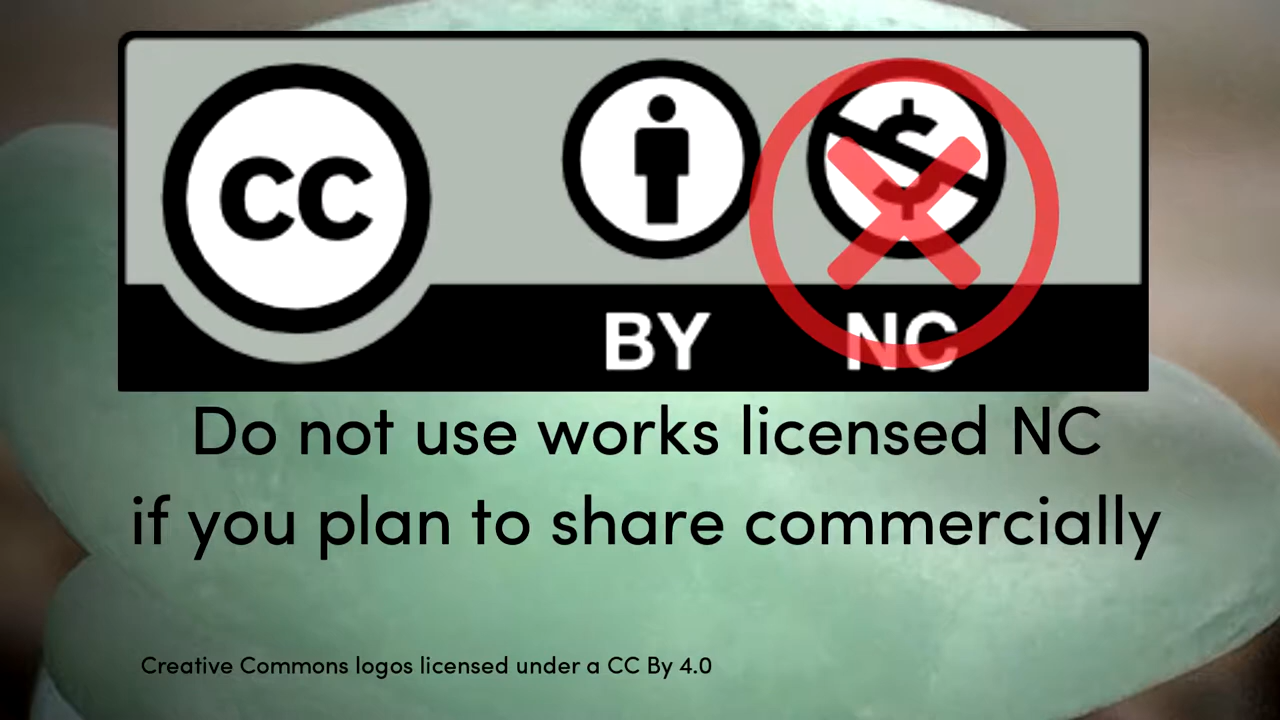 CC
BY NC
Do not use works licensed NC
if you plan to share commercially
Creative Commons logos licensed under a CC By 4.0